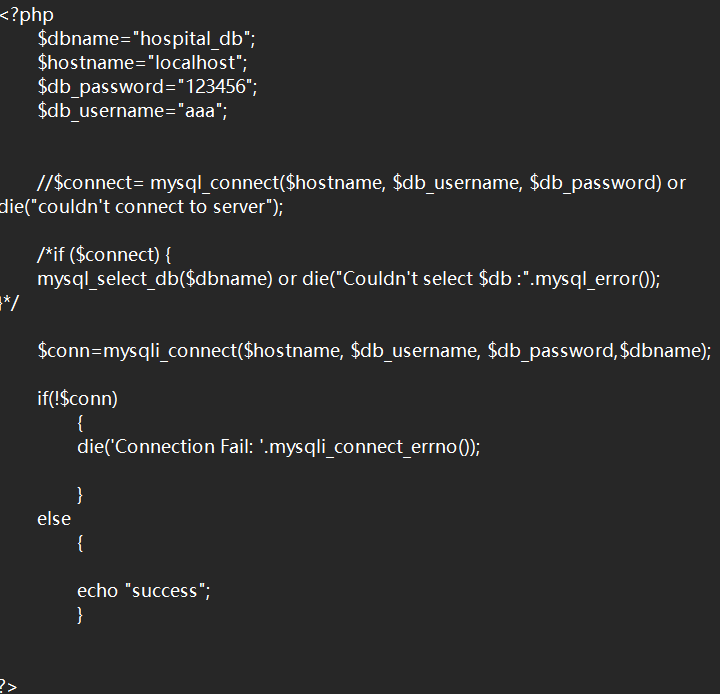 <?php
$dbname="hospital_db";
$hostname="localhost";
$db_password="123456";
$db_username="aaa";
//$connect= mysql_connect($hostname, $db_username, $db_password) or
die("couldn't connect to server");
/*if ($connect) {
mysql_select_db($dbname) or die("Couldn't select $db :".mysql_error());
}*/
$conn=mysqli_connect($hostname, $db_username, $db_password,$dbname);
if(!$conn)
{
die('Connection Fail: '.mysqli_connect_errno());
}
else
{
echo "success";
}
?>